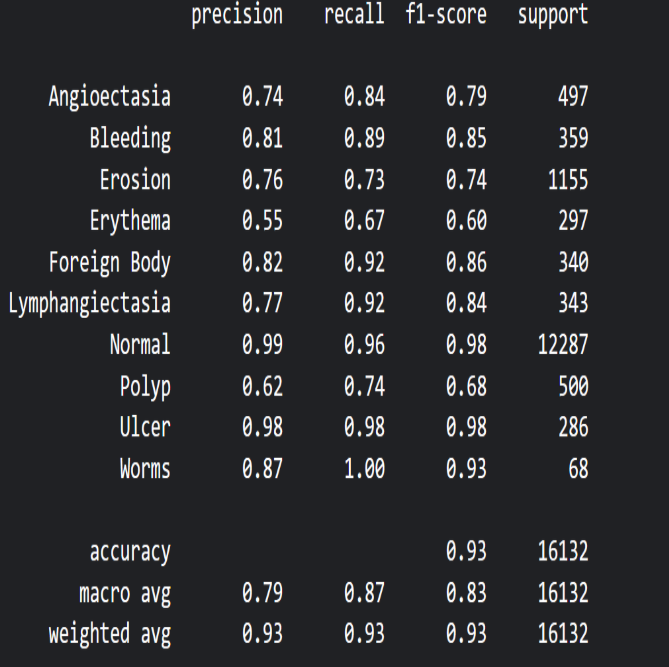 precision recall f1-score support
Angioectasia 0.74 0.84 0.79 497
Bleeding 0.81 0.89 0.85 359
Erosion 0.76 0.73 0.74 1155
Erythema 0.55 0.67 0.60 297
Foreign Body 0.82 0.92 0.86 340
Lymphangiectasia 0.77 0.92 0.84 343
Normal 0.99 0.96 0.98 12287
Polyp 0.62 0.74 0.68 500
Ulcer 0.98 0.98 0.98 286
Worms 0.87 1.00 0.93 68
accuracy 0.93 16132
macro avg 0.79 0.87 0.83 16132
weighted avg 0.93 0.93 0.93 16132